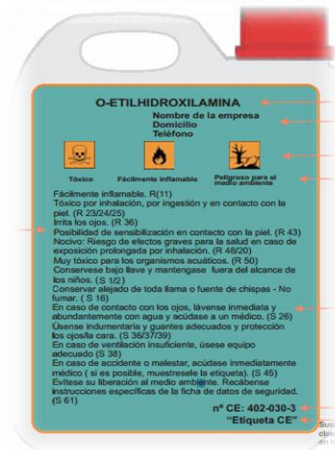 O-ETILHIDROXILAMINA
Nombre de la empresa
Domicilio
Teléfono
Tóxico
Fácilmente inflamable
Peligroso para el
medio ambiente
Fácilmente inflamable. R(11)
Tóxico por inhalación, por ingestión y en contacto con la
piel. (R 23/24/25)
Irrita los ojos. (R 36)
Posibilidad de sensibilización en contacto con la piel. (R 43)
Nocivo: Riesgo de efectos graves para la salud en caso de
exposición prolongada por inhalación. (R 48/20)
Muy tóxico para los organismos acuáticos. (R 50)
Conservese bajo llave y mantengase fuera del alcance de
los niños. (S 1/2)
Conservar alejado de toda llama o fuente de chispas - No
fumar. ( S 16)
En caso de contacto con los ojos, lávense inmediata y
abundantemente con agua y acúdase a un médico. (S 26)
Úsense indumentaria y guantes adecuados y protección
los ojos/la cara. (S 36/37/39)
En caso de ventilación insuficiente, úsese equipo
adecuado (S 38)
En caso de accidente o malestar, acúdase inmediatamente
médico ( si es posible, muestresele la etiqueta). (S 45)
Evítese su liberación al medio ambiente. Recábense
instrucciones específicas de la ficha de datos de seguridad.
(S 61)
nº CE: 402-030-3
“Etiqueta CE”